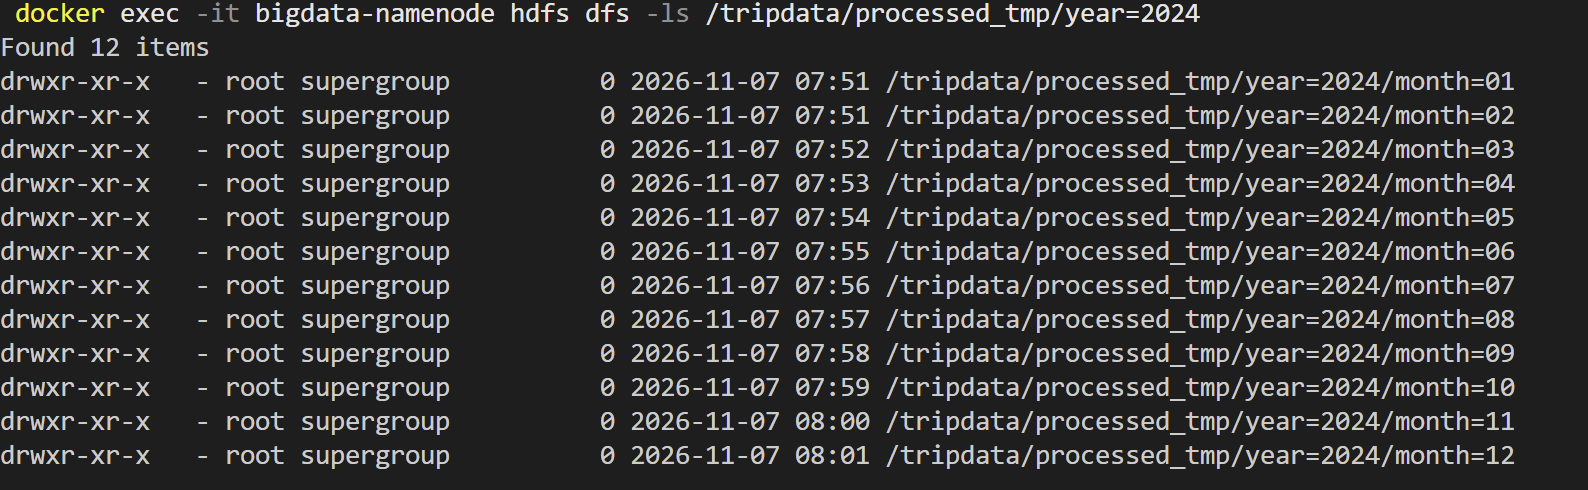 docker exec -it bigdata-namenode hdfs dfs -ls /tripdata/processed_tmp/year=2024
Found 12 items
drwxr-xr-x   - root supergroup          0 2026-11-07 07:51 /tripdata/processed_tmp/year=2024/month=01
drwxr-xr-x   - root supergroup          0 2026-11-07 07:51 /tripdata/processed_tmp/year=2024/month=02
drwxr-xr-x   - root supergroup          0 2026-11-07 07:52 /tripdata/processed_tmp/year=2024/month=03
drwxr-xr-x   - root supergroup          0 2026-11-07 07:53 /tripdata/processed_tmp/year=2024/month=04
drwxr-xr-x   - root supergroup          0 2026-11-07 07:54 /tripdata/processed_tmp/year=2024/month=05
drwxr-xr-x   - root supergroup          0 2026-11-07 07:55 /tripdata/processed_tmp/year=2024/month=06
drwxr-xr-x   - root supergroup          0 2026-11-07 07:56 /tripdata/processed_tmp/year=2024/month=07
drwxr-xr-x   - root supergroup          0 2026-11-07 07:57 /tripdata/processed_tmp/year=2024/month=08
drwxr-xr-x   - root supergroup          0 2026-11-07 07:58 /tripdata/processed_tmp/year=2024/month=09
drwxr-xr-x   - root supergroup          0 2026-11-07 07:59 /tripdata/processed_tmp/year=2024/month=10
drwxr-xr-x   - root supergroup          0 2026-11-07 08:00 /tripdata/processed_tmp/year=2024/month=11
drwxr-xr-x   - root supergroup          0 2026-11-07 08:01 /tripdata/processed_tmp/year=2024/month=12